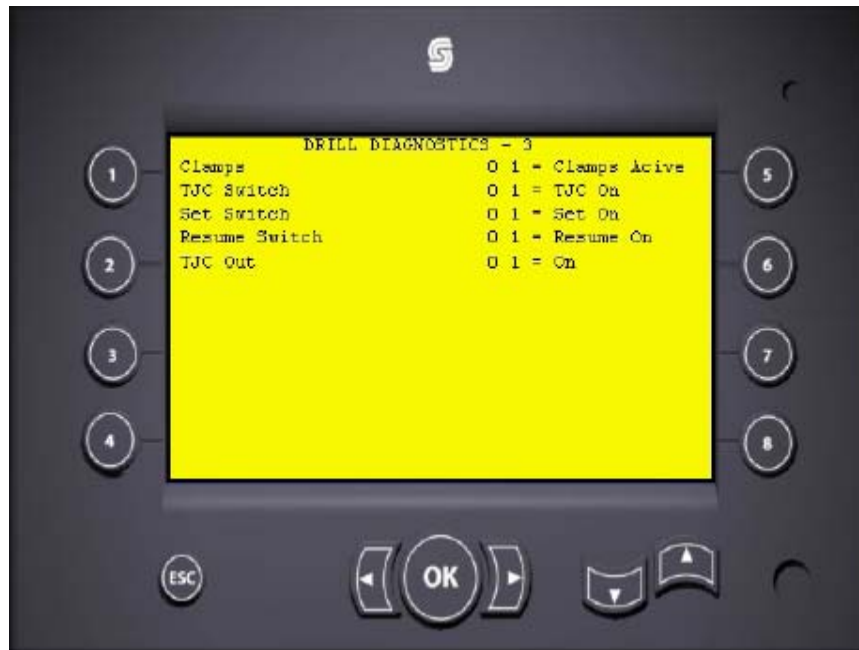 DRILL DIAGNOSTICS - 3
Clamps 0 1 = Clamps Acive
TJC Switch 0 1 = TJC On
Set Switch 0 1 = Set On
Resume Switch 0 1 = Resume On
TJC Out 0 1 = On
1
2
3
4
5
6
7
8
ESC
OK